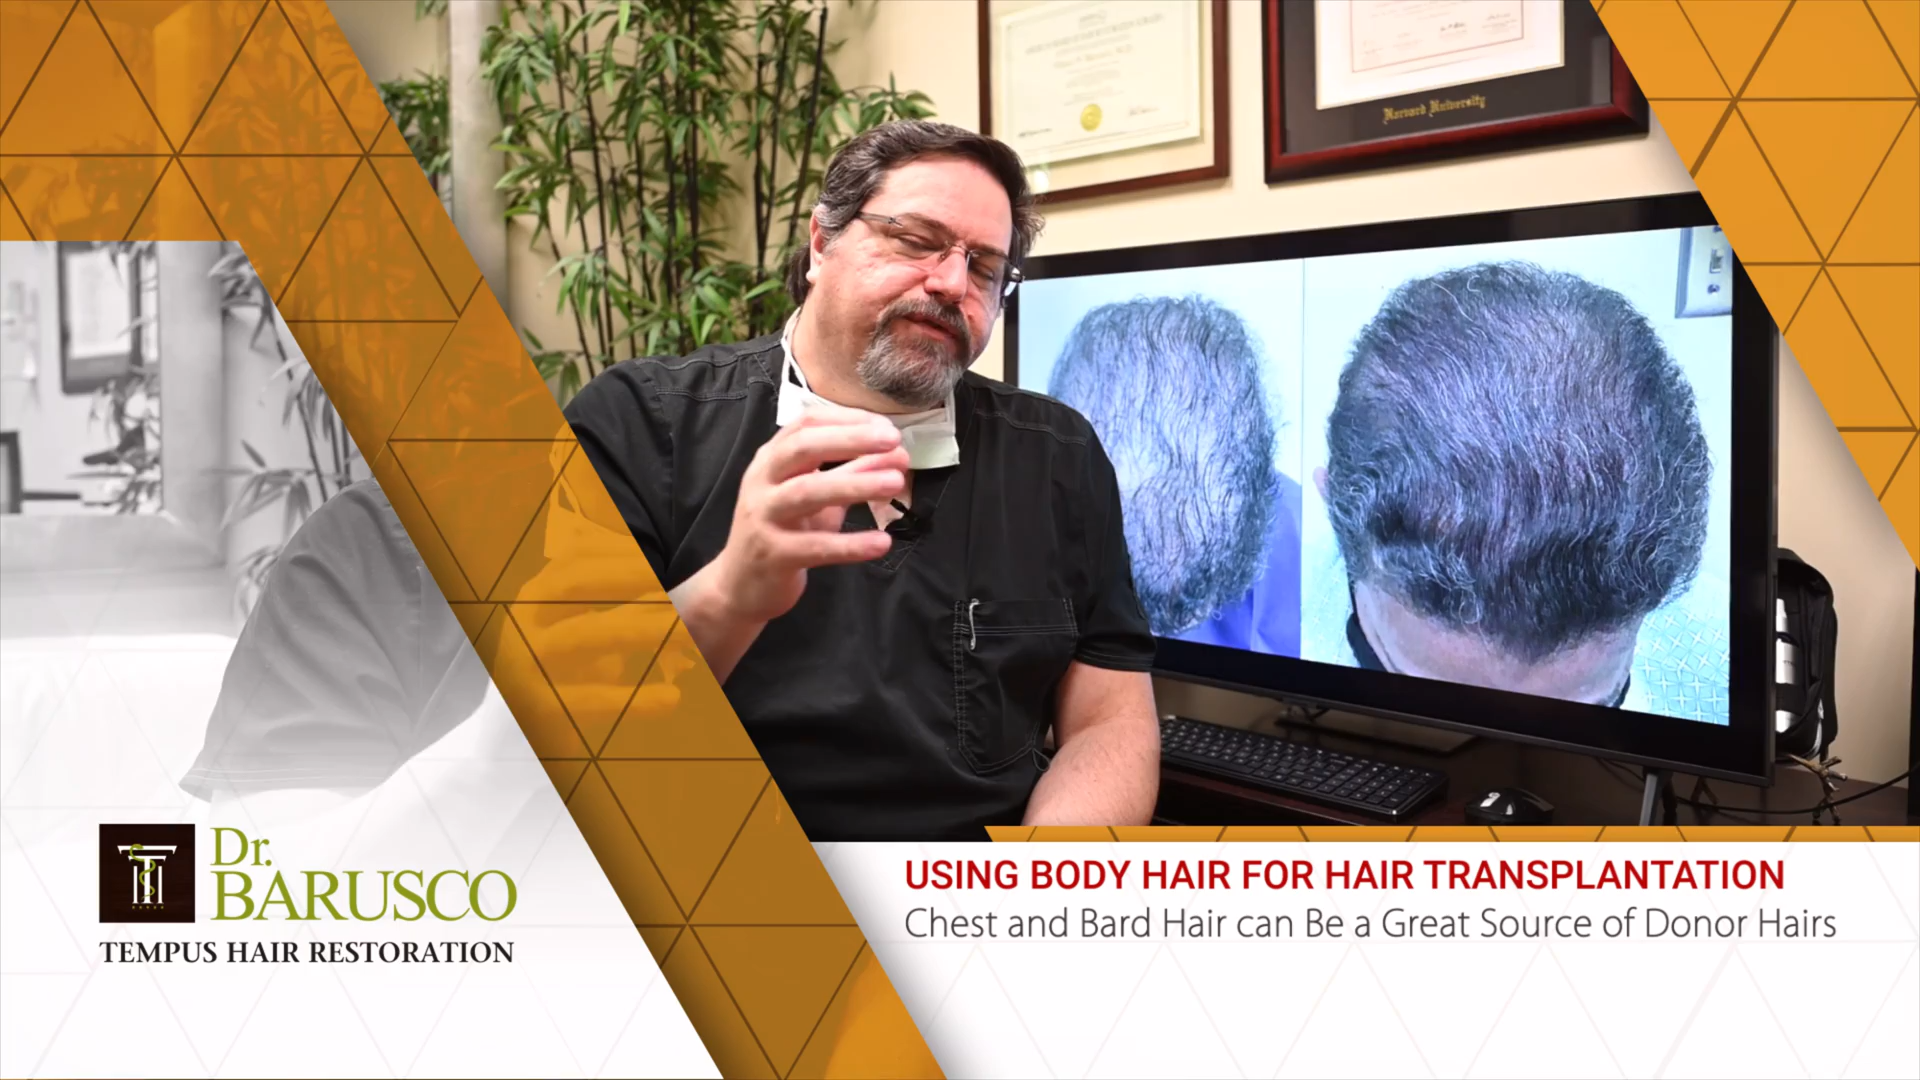 Harvard University
Dr.
BARUSCO
TEMPUS HAIR RESTORATION
USING BODY HAIR FOR HAIR TRANSPLANTATION
Chest and Bard Hair can Be a Great Source of Donor Hairs